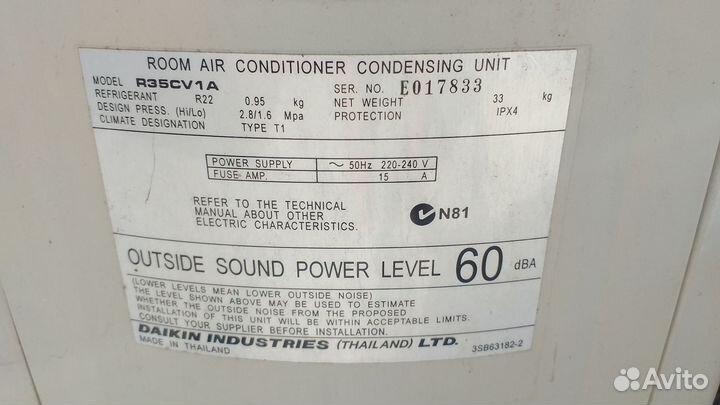 ROOM AIR CONDITIONER CONDENSING UNIT
MODEL R35CV1A SER. NO. E017833
REFRIGERANT R22 0.95 kg NET WEIGHT 33 kg
DESIGN PRESS. (Hi/Lo) 2.8/1.6 Mpa PROTECTION IPX4
CLIMATE DESIGNATION TYPE T1
POWER SUPPLY ~ 50Hz 220-240 V
FUSE AMP. 15 A
REFER TO THE TECHNICAL
MANUAL ABOUT OTHER
ELECTRIC CHARACTERISTICS.
N81
OUTSIDE SOUND POWER LEVEL 60 dBA
(LOWER LEVELS MEAN LOWER OUTSIDE NOISE)
THE LEVEL SHOWN ABOVE MAY BE USED TO ESTIMATE
WHETHER THE OUTSIDE NOISE FROM THE PROPOSED
INSTALLATION OF THIS UNIT WILL BE WITHIN ACCEPTABLE LIMITS.
CONSULT YOUR SUPPLIER BEFORE INSTALLATION.
DAIKIN INDUSTRIES (THAILAND) LTD.
MADE IN THAILAND 3SB63182-2
Avito